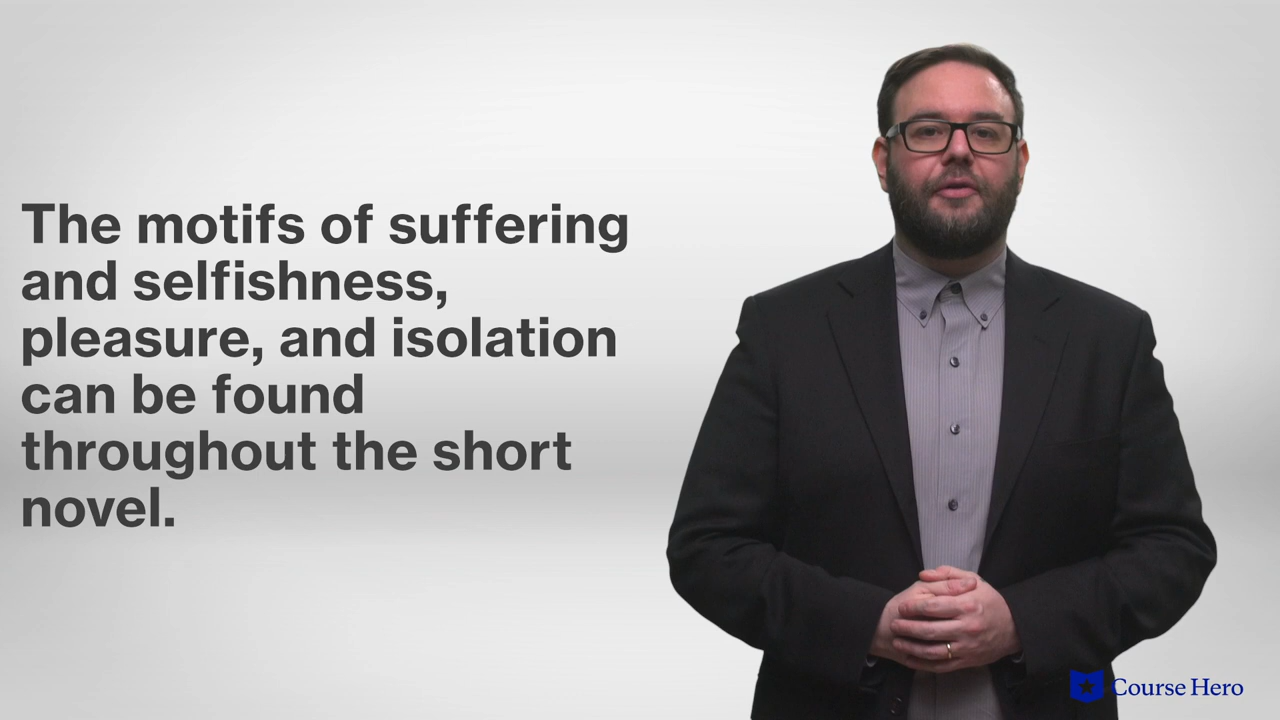 The motifs of suffering
and selfishness,
pleasure, and isolation
can be found
throughout the short
novel.
Course Hero